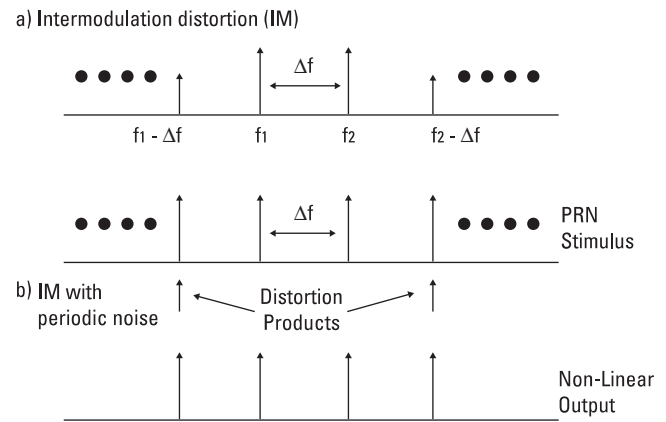 a) Intermodulation distortion (IM)
Δf
f1 - Δf
f1
f2
f2 - Δf
Δf
PRN
Stimulus
b) IM with
periodic noise
Distortion
Products
Non-Linear
Output